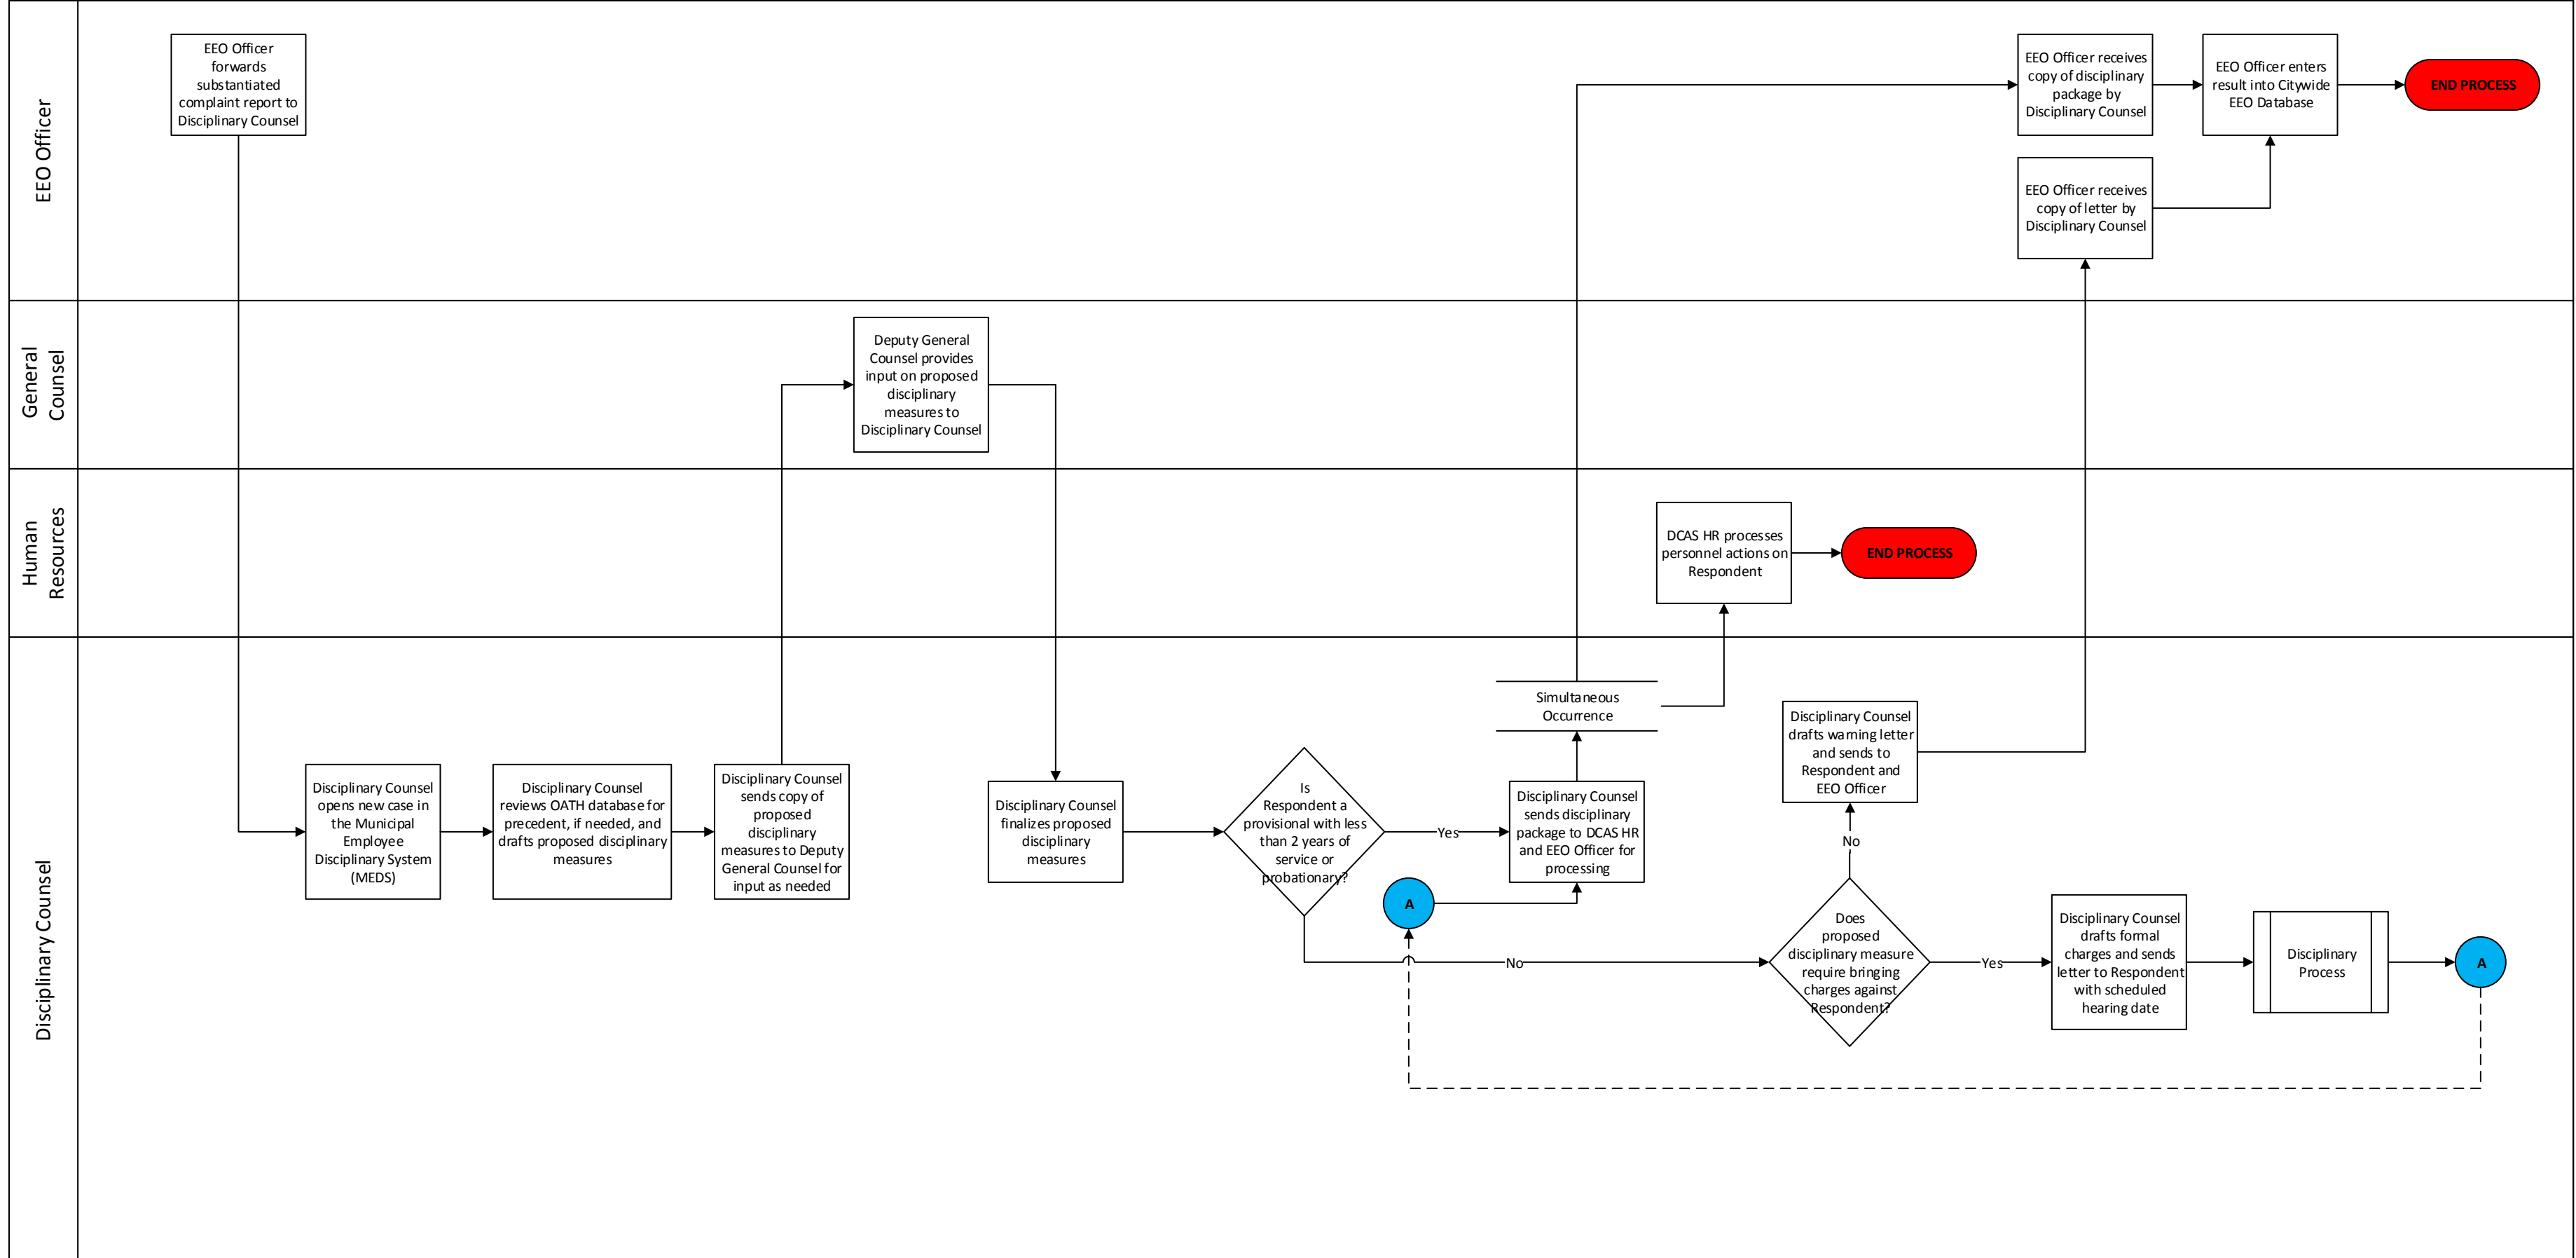 EEO Officer
EEO Officer
forwards
substantiated
complaint report to
Disciplinary Counsel
EEO Officer receives
copy of disciplinary
package by
Disciplinary Counsel
EEO Officer enters
result into Citywide
EEO Database
END PROCESS
EEO Officer receives
copy of letter by
Disciplinary Counsel
General
Counsel
Deputy General
Counsel provides
input on proposed
disciplinary
measures to
Disciplinary Counsel
Human
Resources
DCAS HR processes
personnel actions on
Respondent
END PROCESS
Disciplinary Counsel
Disciplinary Counsel
opens new case in
the Municipal
Employee
Disciplinary System
(MEDS)
Disciplinary Counsel
reviews OATH database for
precedent, if needed, and
drafts proposed disciplinary
measures
Disciplinary Counsel
sends copy of
proposed
disciplinary
measures to Deputy
General Counsel for
input as needed
Disciplinary Counsel
finalizes proposed
disciplinary
measures
Is
Respondent a
provisional with less
than 2 years of
service or
probationary?
Yes
No
Simultaneous
Occurrence
Disciplinary Counsel
sends disciplinary
package to DCAS HR
and EEO Officer for
processing
A
Disciplinary Counsel
drafts warning letter
and sends to
Respondent and
EEO Officer
No
Does
proposed
disciplinary measure
require bringing
charges against
Respondent?
Yes
Disciplinary Counsel
drafts formal
charges and sends
letter to Respondent
with scheduled
hearing date
Disciplinary
Process
A